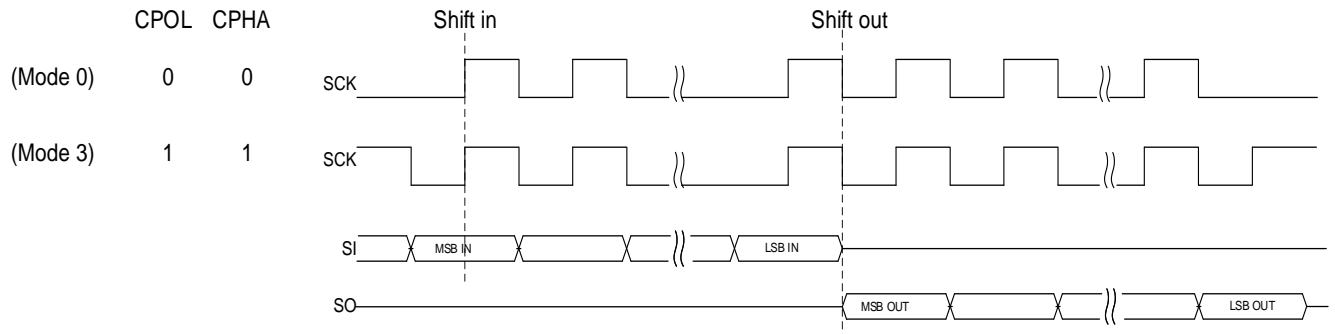 CPOL CPHA Shift in Shift out
(Mode 0) 0 0 SCK
(Mode 3) 1 1 SCK
SI MSB IN LSB IN
SO MSB OUT LSB OUT